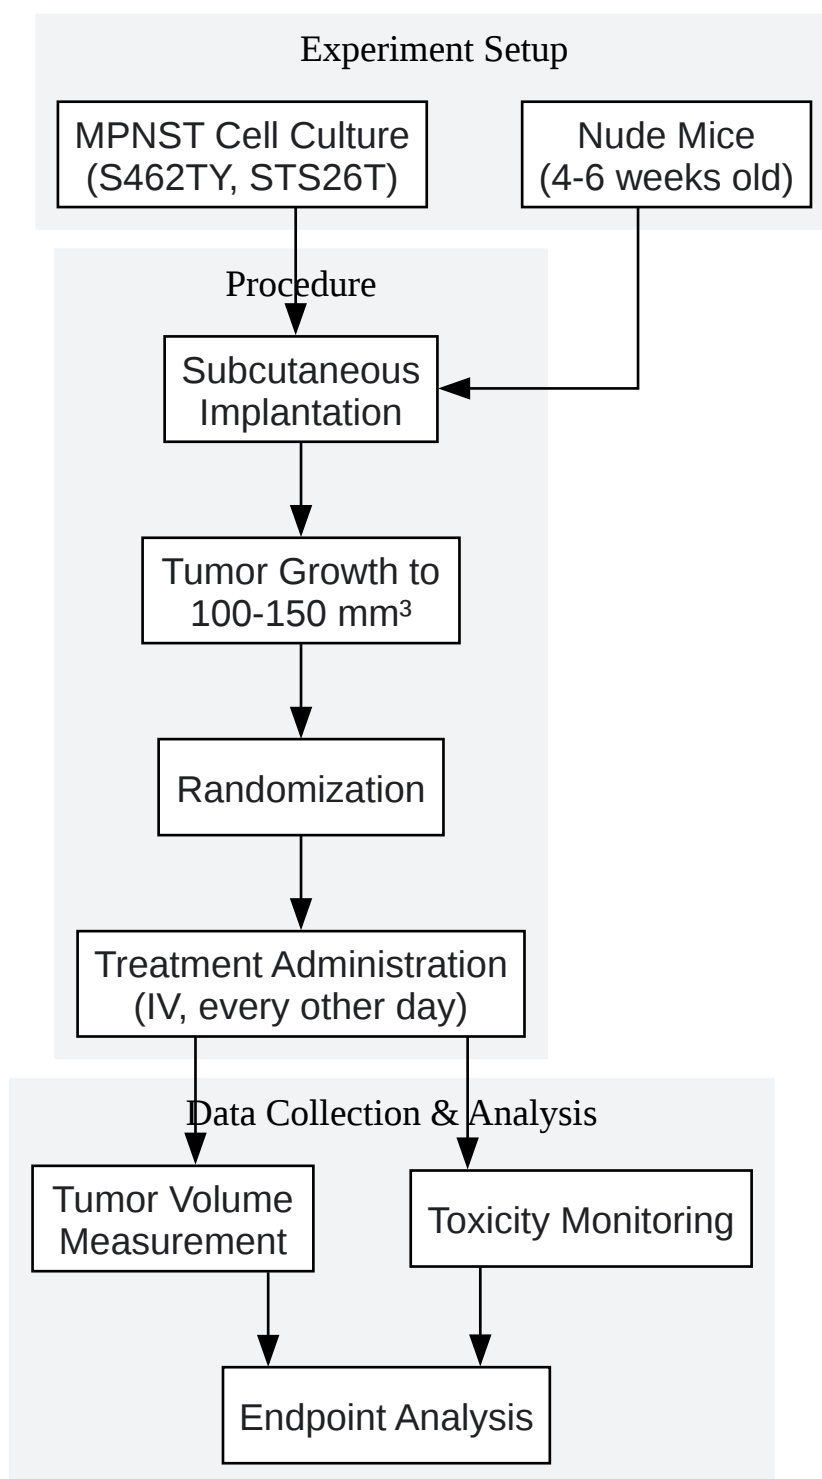 Experiment Setup
MPNST Cell Culture
(S462TY, STS26T)
Nude Mice
(4-6 weeks old)
Procedure
Subcutaneous
Implantation
Tumor Growth to
100-150 mm³
Randomization
Treatment Administration
(IV, every other day)
Data Collection & Analysis
Tumor Volume
Measurement
Toxicity Monitoring
Endpoint Analysis